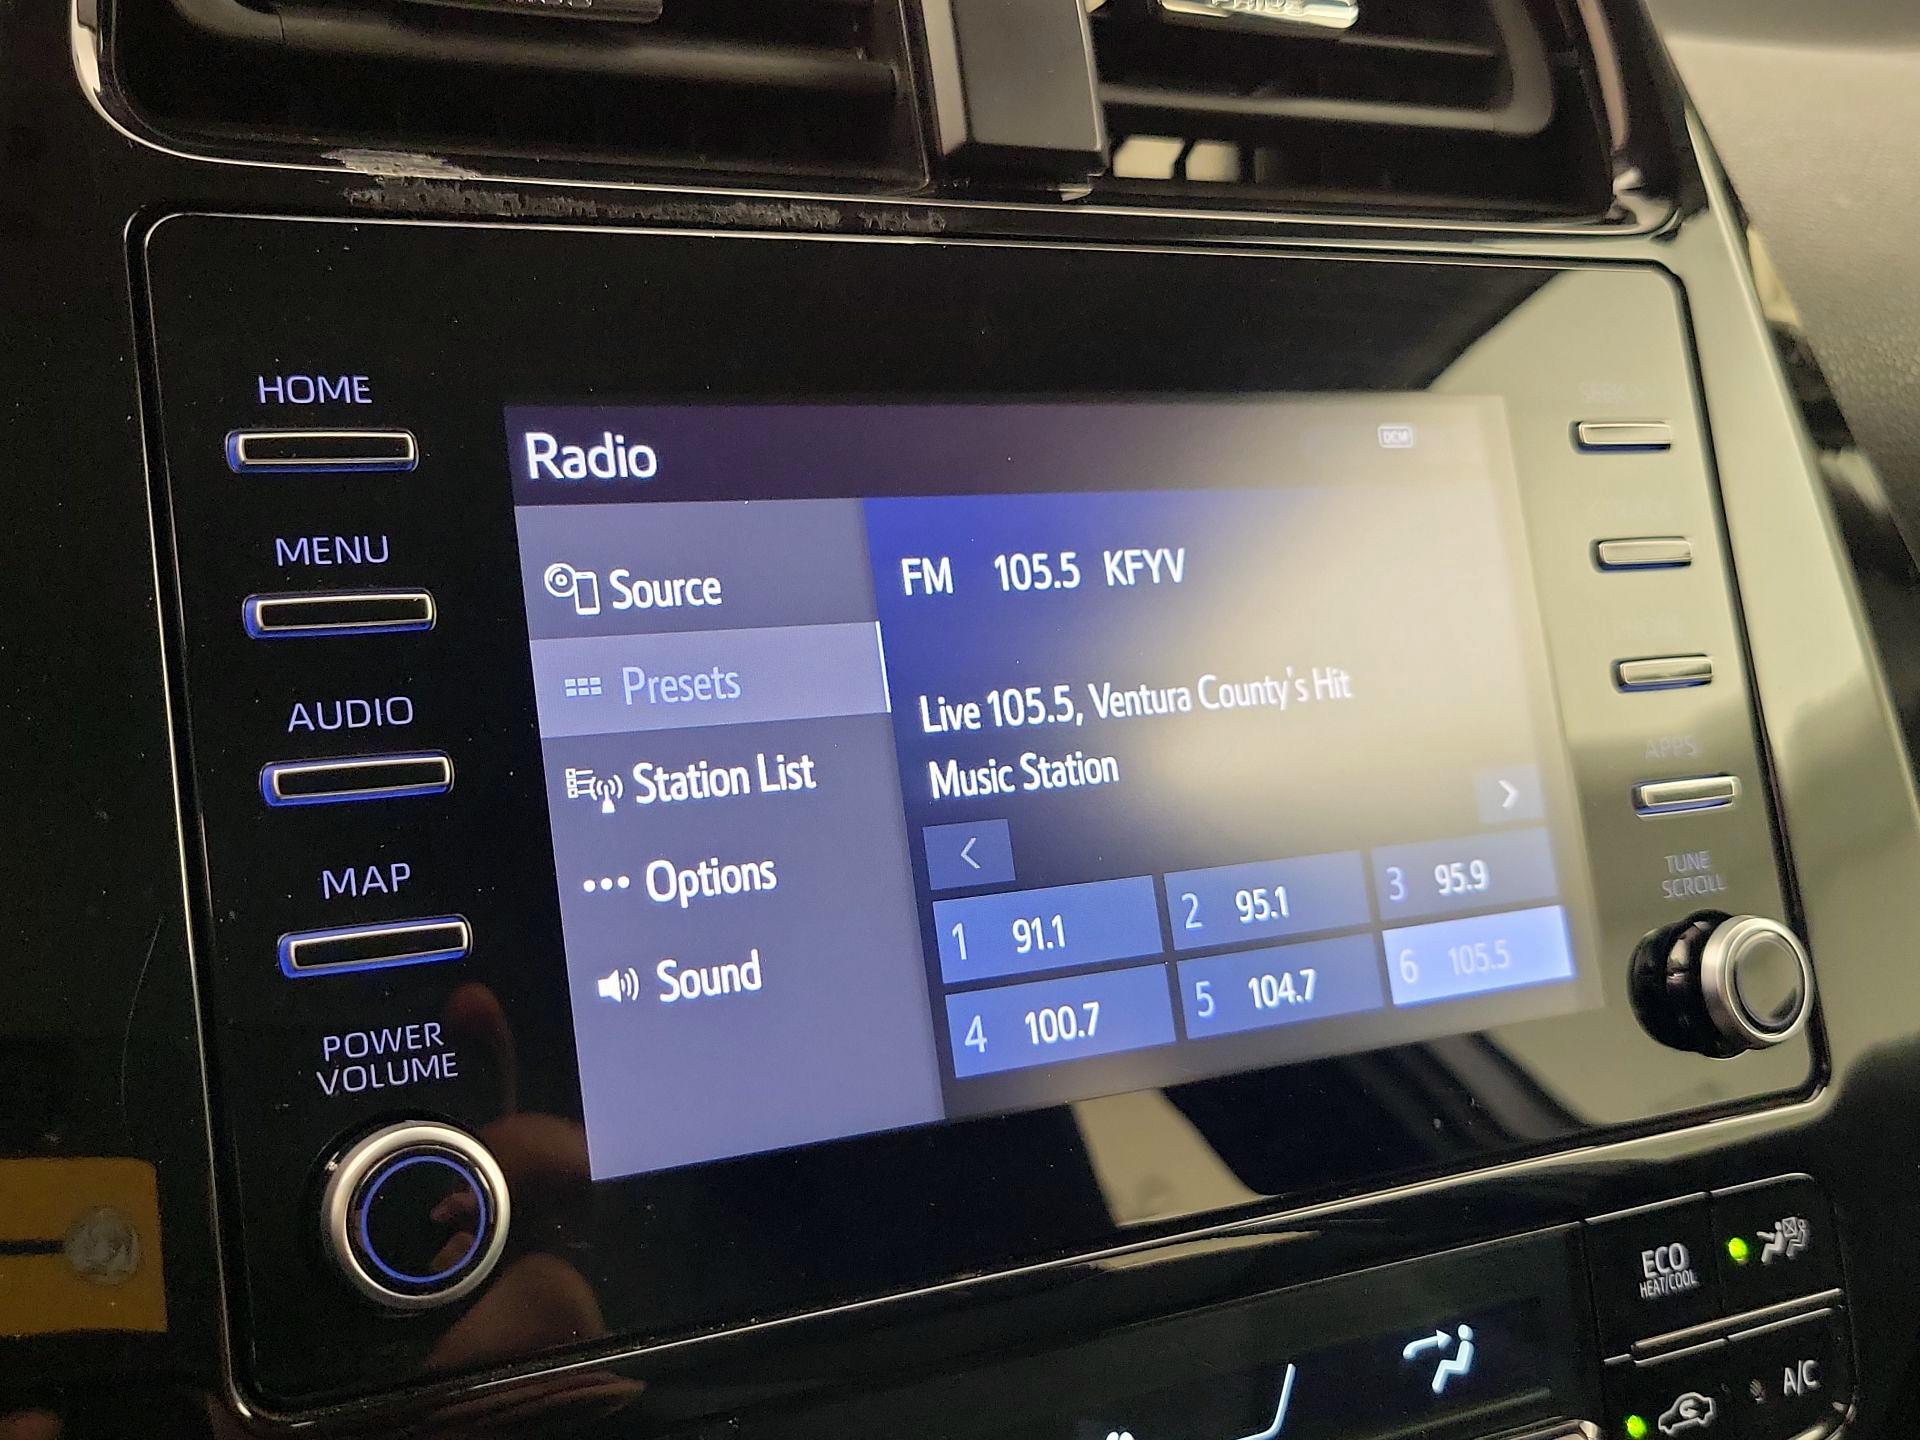 HOME
MENU
AUDIO
MAP
POWER
VOLUME
Radio
DCM
Source
Presets
Station List
Options
Sound
FM 105.5 KFYV
Live 105.5, Ventura County's Hit
Music Station
1 91.1
2 95.1
3 95.9
4 100.7
5 104.7
6 105.5
APPS
TUNE
SCROLL
ECO
HEAT/COOL
A/C